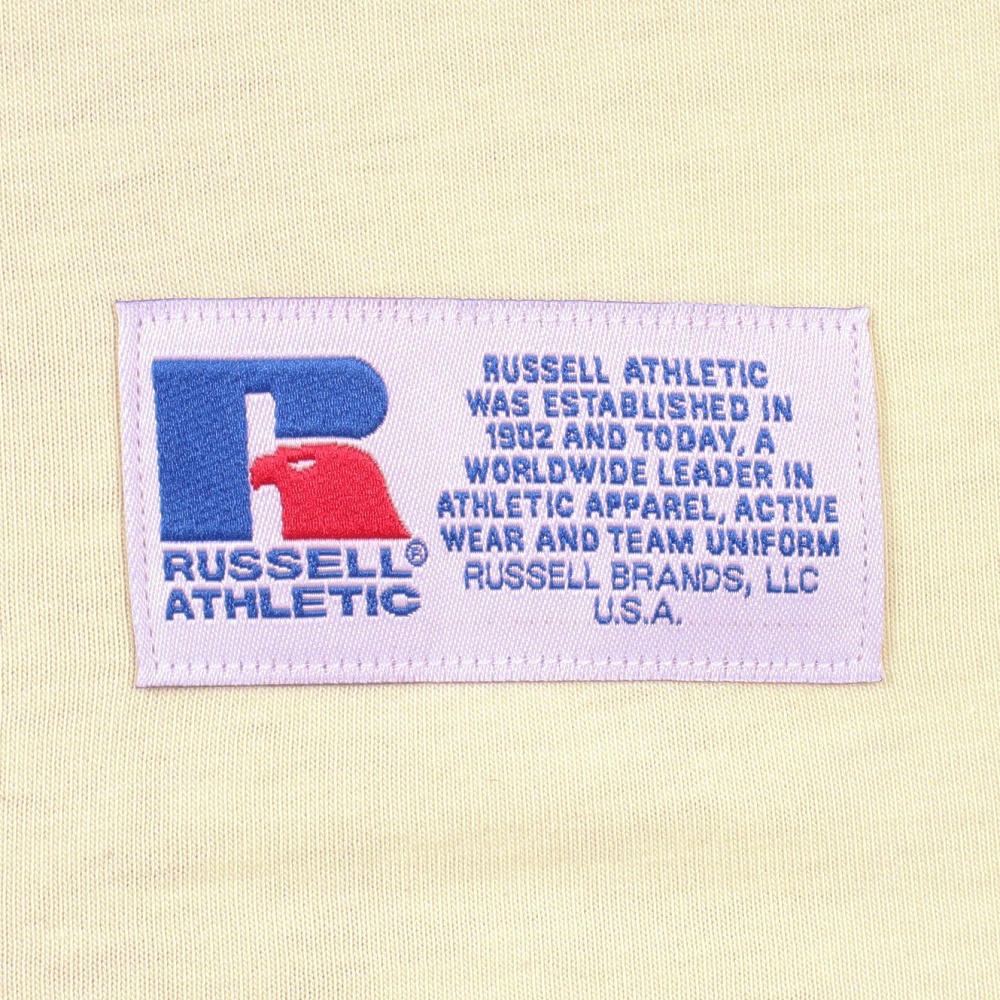 RUSSELL®
ATHLETIC
RUSSELL ATHLETIC
WAS ESTABLISHED IN
1902 AND TODAY, A
WORLDWIDE LEADER IN
ATHLETIC APPAREL, ACTIVE
WEAR AND TEAM UNIFORM
RUSSELL BRANDS, LLC
U.S.A.